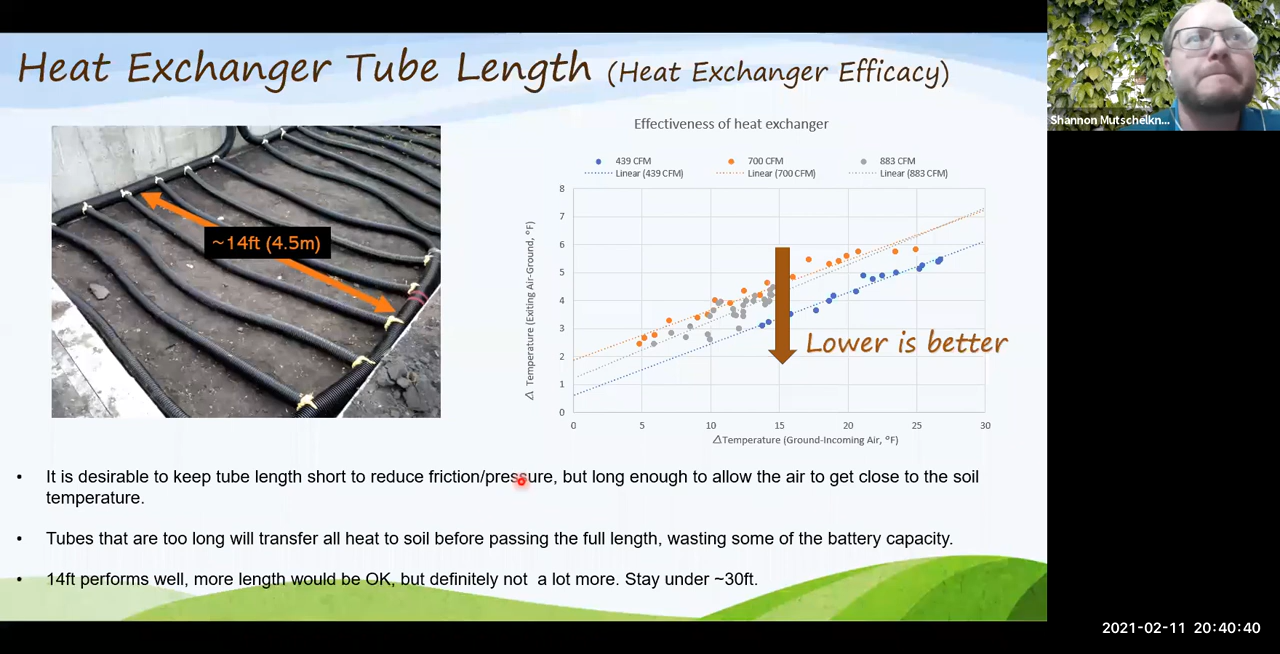 Heat Exchanger Tube Length (Heat Exchanger Efficacy)
Shannon Mutschelkn...
~14ft (4.5m)
Effectiveness of heat exchanger
439 CFM
700 CFM
883 CFM
Linear (439 CFM)
Linear (700 CFM)
Linear (883 CFM)
Δ Temperature (Exiting Air-Ground, °F)
8
7
6
5
4
3
2
1
0
0 5 10 15 20 25 30
ΔTemperature (Ground-Incoming Air, °F)
Lower is better
• It is desirable to keep tube length short to reduce friction/pressure, but long enough to allow the air to get close to the soil
temperature.
• Tubes that are too long will transfer all heat to soil before passing the full length, wasting some of the battery capacity.
• 14ft performs well, more length would be OK, but definitely not a lot more. Stay under ~30ft.
2021-02-11 20:40:40